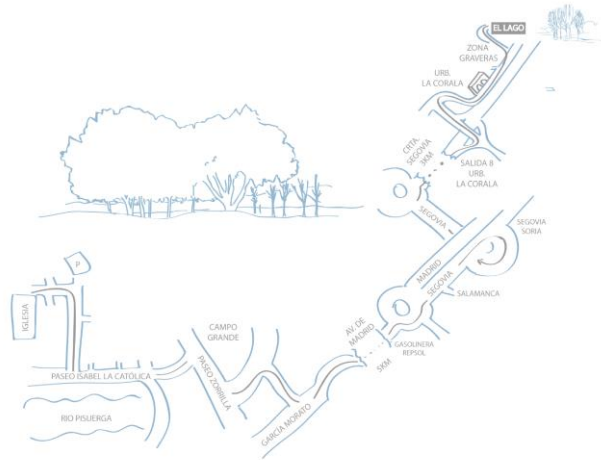 EL LAGO
ZONA
GRAVERAS
URB.
LA CORALA
CRTA.
SEGOVIA
3KM
SALIDA 8
URB.
LA CORALA
SEGOVIA
SEGOVIA
SORIA
MADRID
SEGOVIA
SALAMANCA
P
IGLESIA
CAMPO
GRANDE
AV. DE
MADRID
GASOLINERA
REPSOL
5KM
PASEO ISABEL LA CATÓLICA
PASEO ZORRILLA
RIO PISUERGA
GARCÍA MORATO